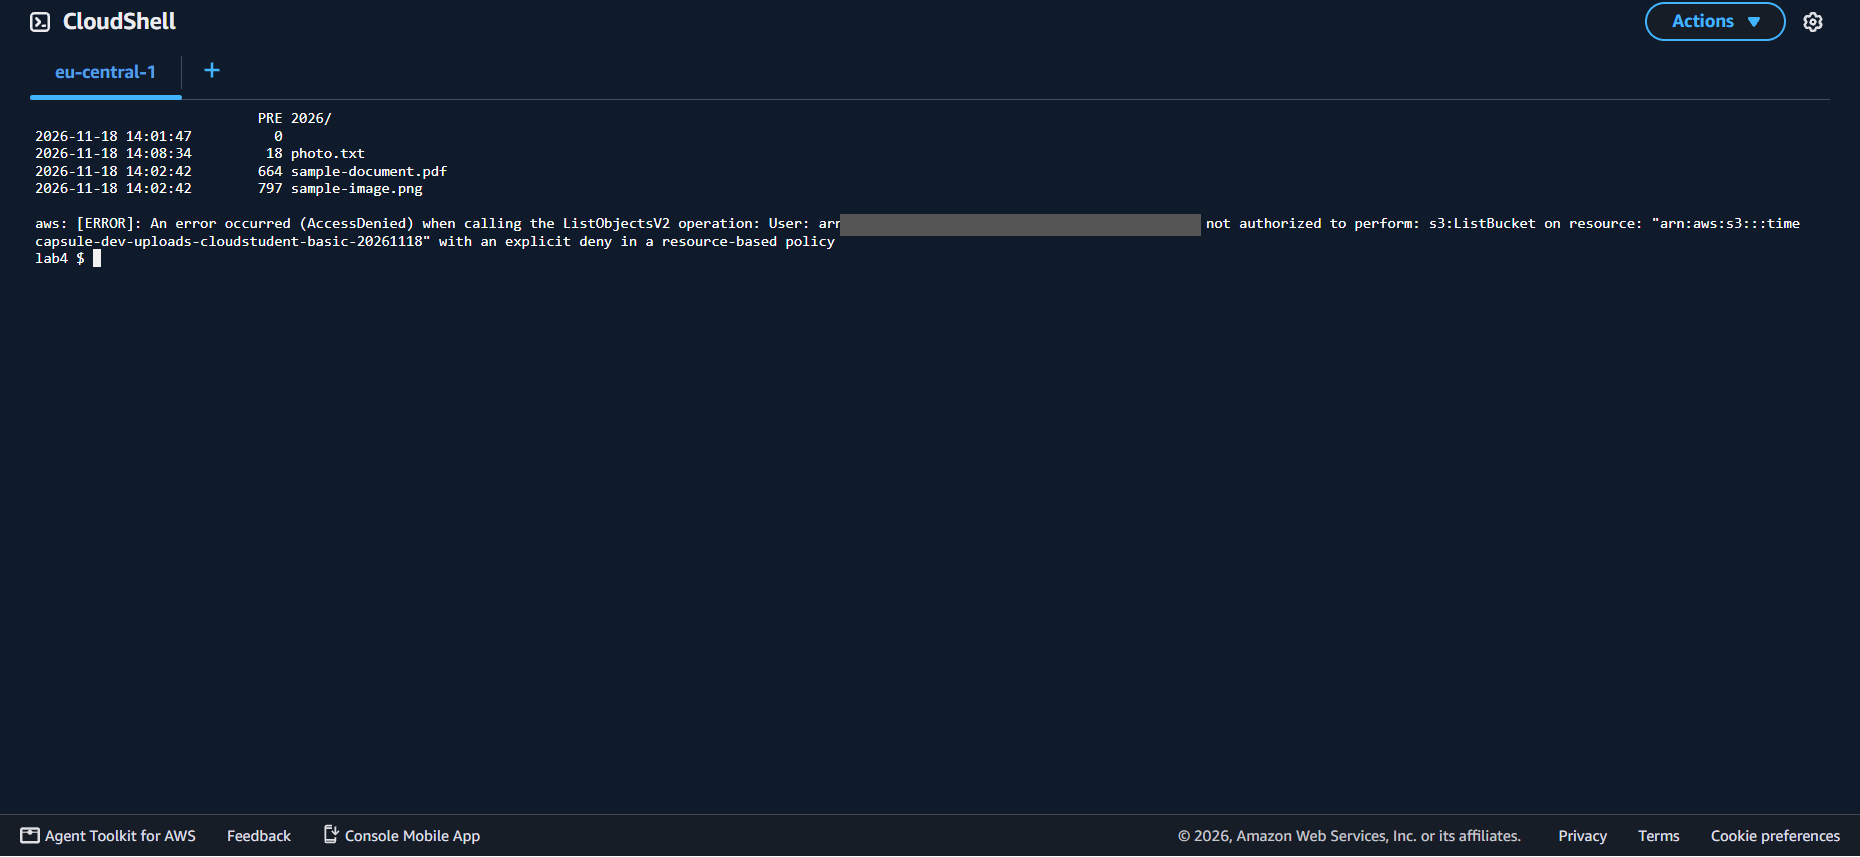 CloudShell
Actions
eu-central-1
PRE 2026/
2026-11-18 14:01:47 0
2026-11-18 14:08:34 18 photo.txt
2026-11-18 14:02:42 664 sample-document.pdf
2026-11-18 14:02:42 797 sample-image.png
aws: [ERROR]: An error occurred (AccessDenied) when calling the ListObjectsV2 operation: User: arn not authorized to perform: s3:ListBucket on resource: "arn:aws:s3:::time
capsule-dev-uploads-cloudstudent-basic-20261118" with an explicit deny in a resource-based policy
lab4 $
Agent Toolkit for AWS Feedback Console Mobile App © 2026, Amazon Web Services, Inc. or its affiliates. Privacy Terms Cookie preferences